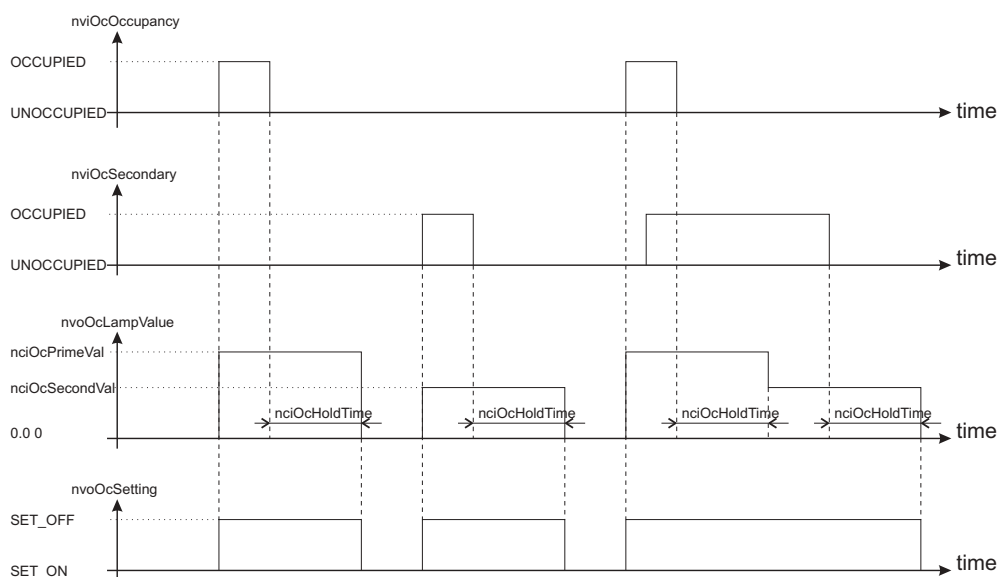 nviOcOccupancy
OCCUPIED
UNOCCUPIED
time
nviOcSecondary
OCCUPIED
UNOCCUPIED
time
nvoOcLampValue
nciOcPrimeVal
nciOcSecondVal
nciOcHoldTime nciOcHoldTime nciOcHoldTime nciOcHoldTime
0.0 0
time
nvoOcSetting
SET_OFF
SET_ON
time